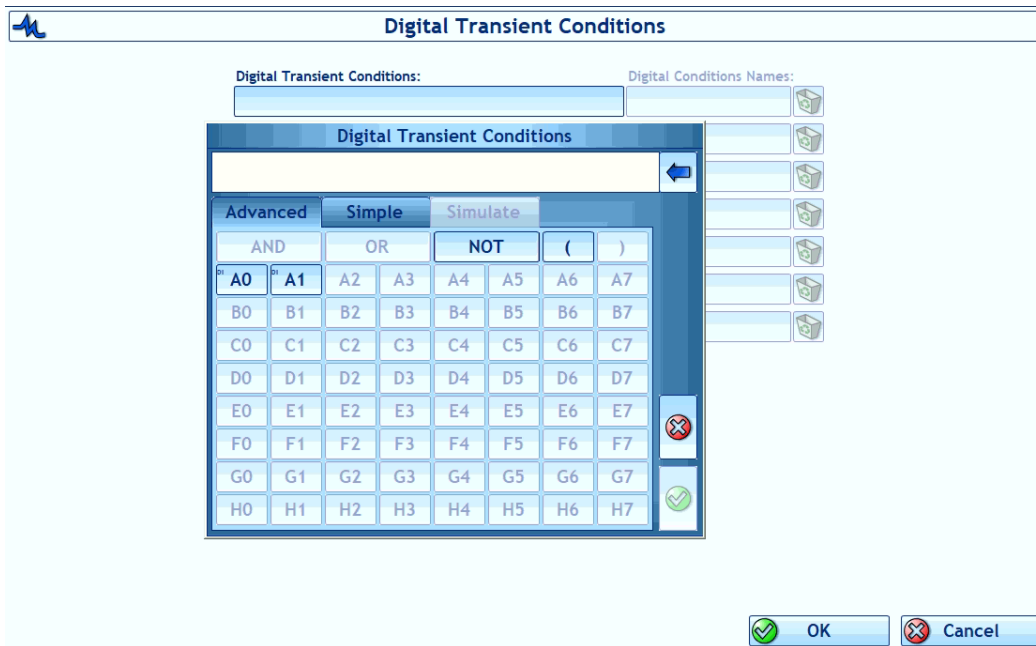 Digital Transient Conditions
Digital Transient Conditions: Digital Conditions Names:
Digital Transient Conditions
Advanced Simple Simulate
AND OR NOT ( )
DI A0 DI A1 A2 A3 A4 A5 A6 A7
B0 B1 B2 B3 B4 B5 B6 B7
C0 C1 C2 C3 C4 C5 C6 C7
D0 D1 D2 D3 D4 D5 D6 D7
E0 E1 E2 E3 E4 E5 E6 E7
F0 F1 F2 F3 F4 F5 F6 F7
G0 G1 G2 G3 G4 G5 G6 G7
H0 H1 H2 H3 H4 H5 H6 H7
OK Cancel